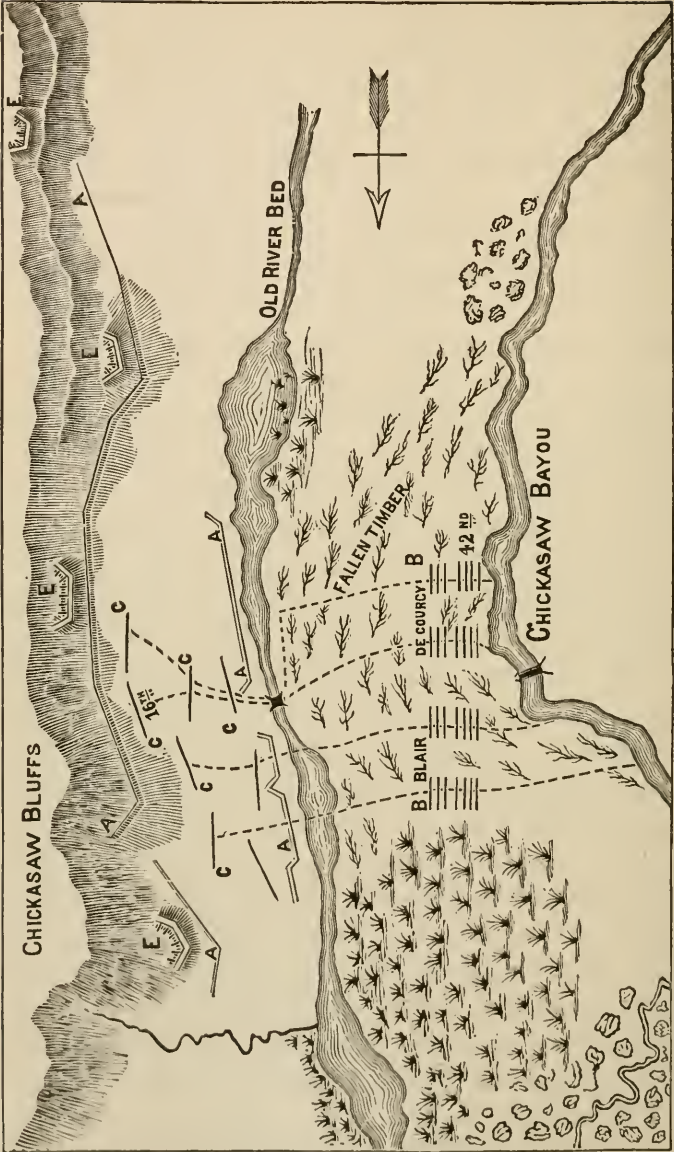 CHICKASAW BLUFFS
E
A
E
E
A
E
A
C
C
16TH
C
C
C
C
A
A
A
OLD RIVER BED
FALLEN TIMBER
B
DE COURCY
42ND
BLAIR
B
CHICKASAW BAYOU